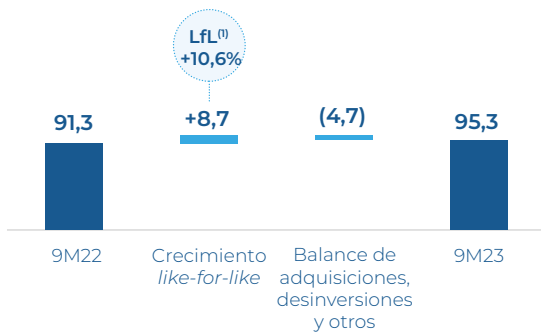 LfL(1)
+10,6%
91,3
+8,7
(4,7)
95,3
9M22
Crecimiento
like-for-like
Balance de
adquisiciones,
desinversiones
y otros
9M23